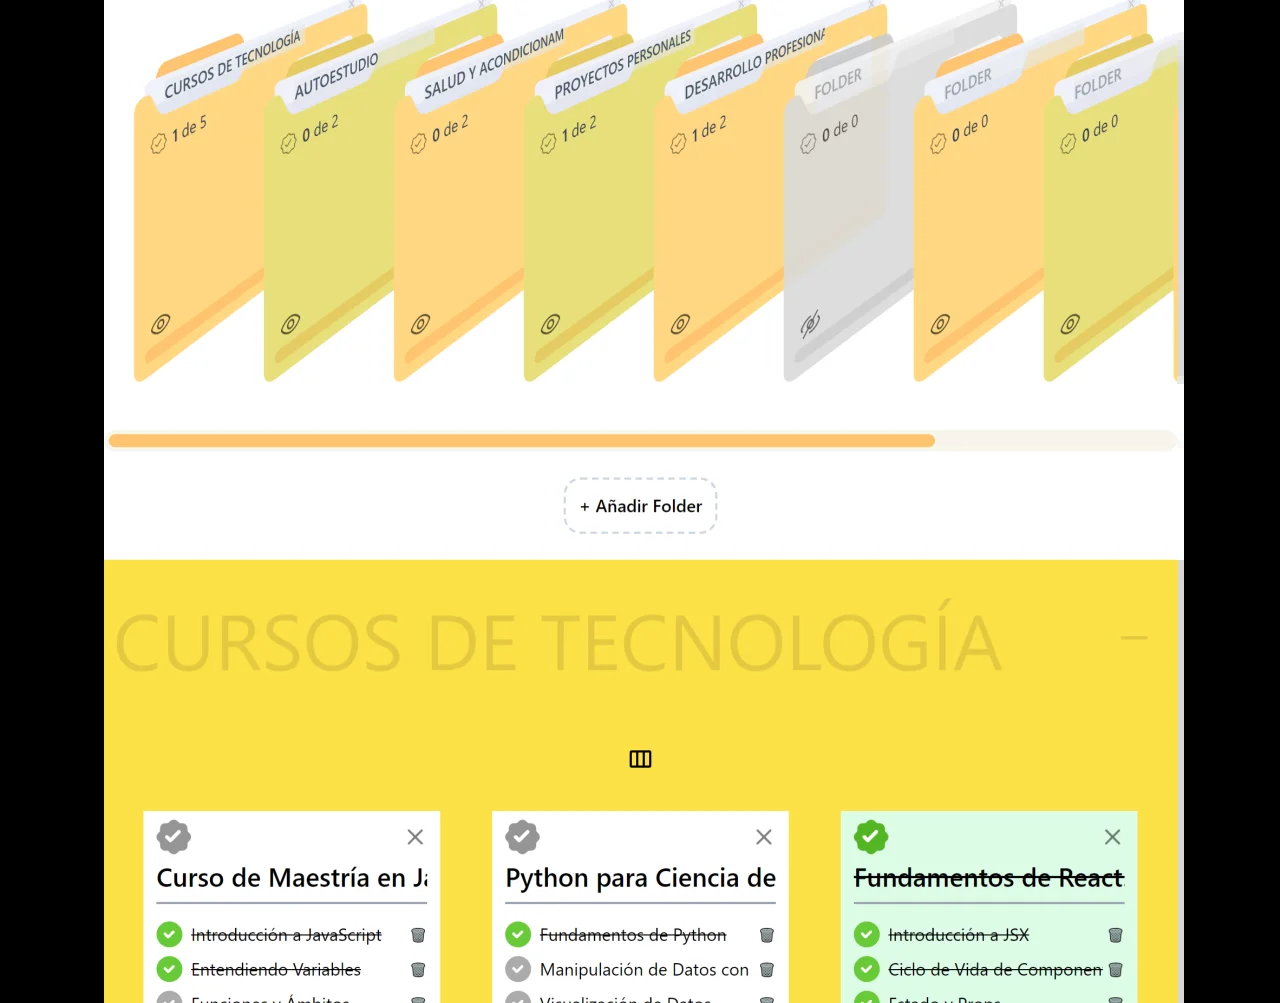 CURSOS DE TECNOLOGÍA
AUTOESTUDIO
SALUD Y ACONDICIONAM
PROYECTOS PERSONALES
DESARROLLO PROFESIONA
FOLDER
FOLDER
FOLDER
1 de 5
0 de 2
0 de 2
1 de 2
1 de 2
0 de 0
0 de 0
0 de 0
+ Añadir Folder
CURSOS DE TECNOLOGÍA
Curso de Maestría en Ja
Introducción a JavaScript
Entendiendo Variables
Funciones y Ámbitos
Python para Ciencia de
Fundamentos de Python
Manipulación de Datos con
Visualización de Datos
Fundamentos de React
Introducción a JSX
Ciclo de Vida de Componen
Estado y Props